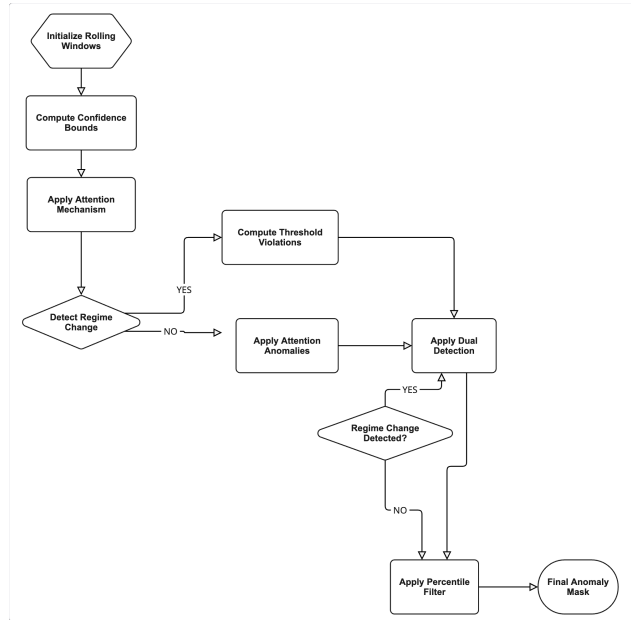 Initialize Rolling
Windows
Compute Confidence
Bounds
Apply Attention
Mechanism
Compute Threshold
Violations
YES
Detect Regime
Change
NO
Apply Attention
Anomalies
Apply Dual
Detection
YES
Regime Change
Detected?
NO
Apply Percentile
Filter
Final Anomaly
Mask